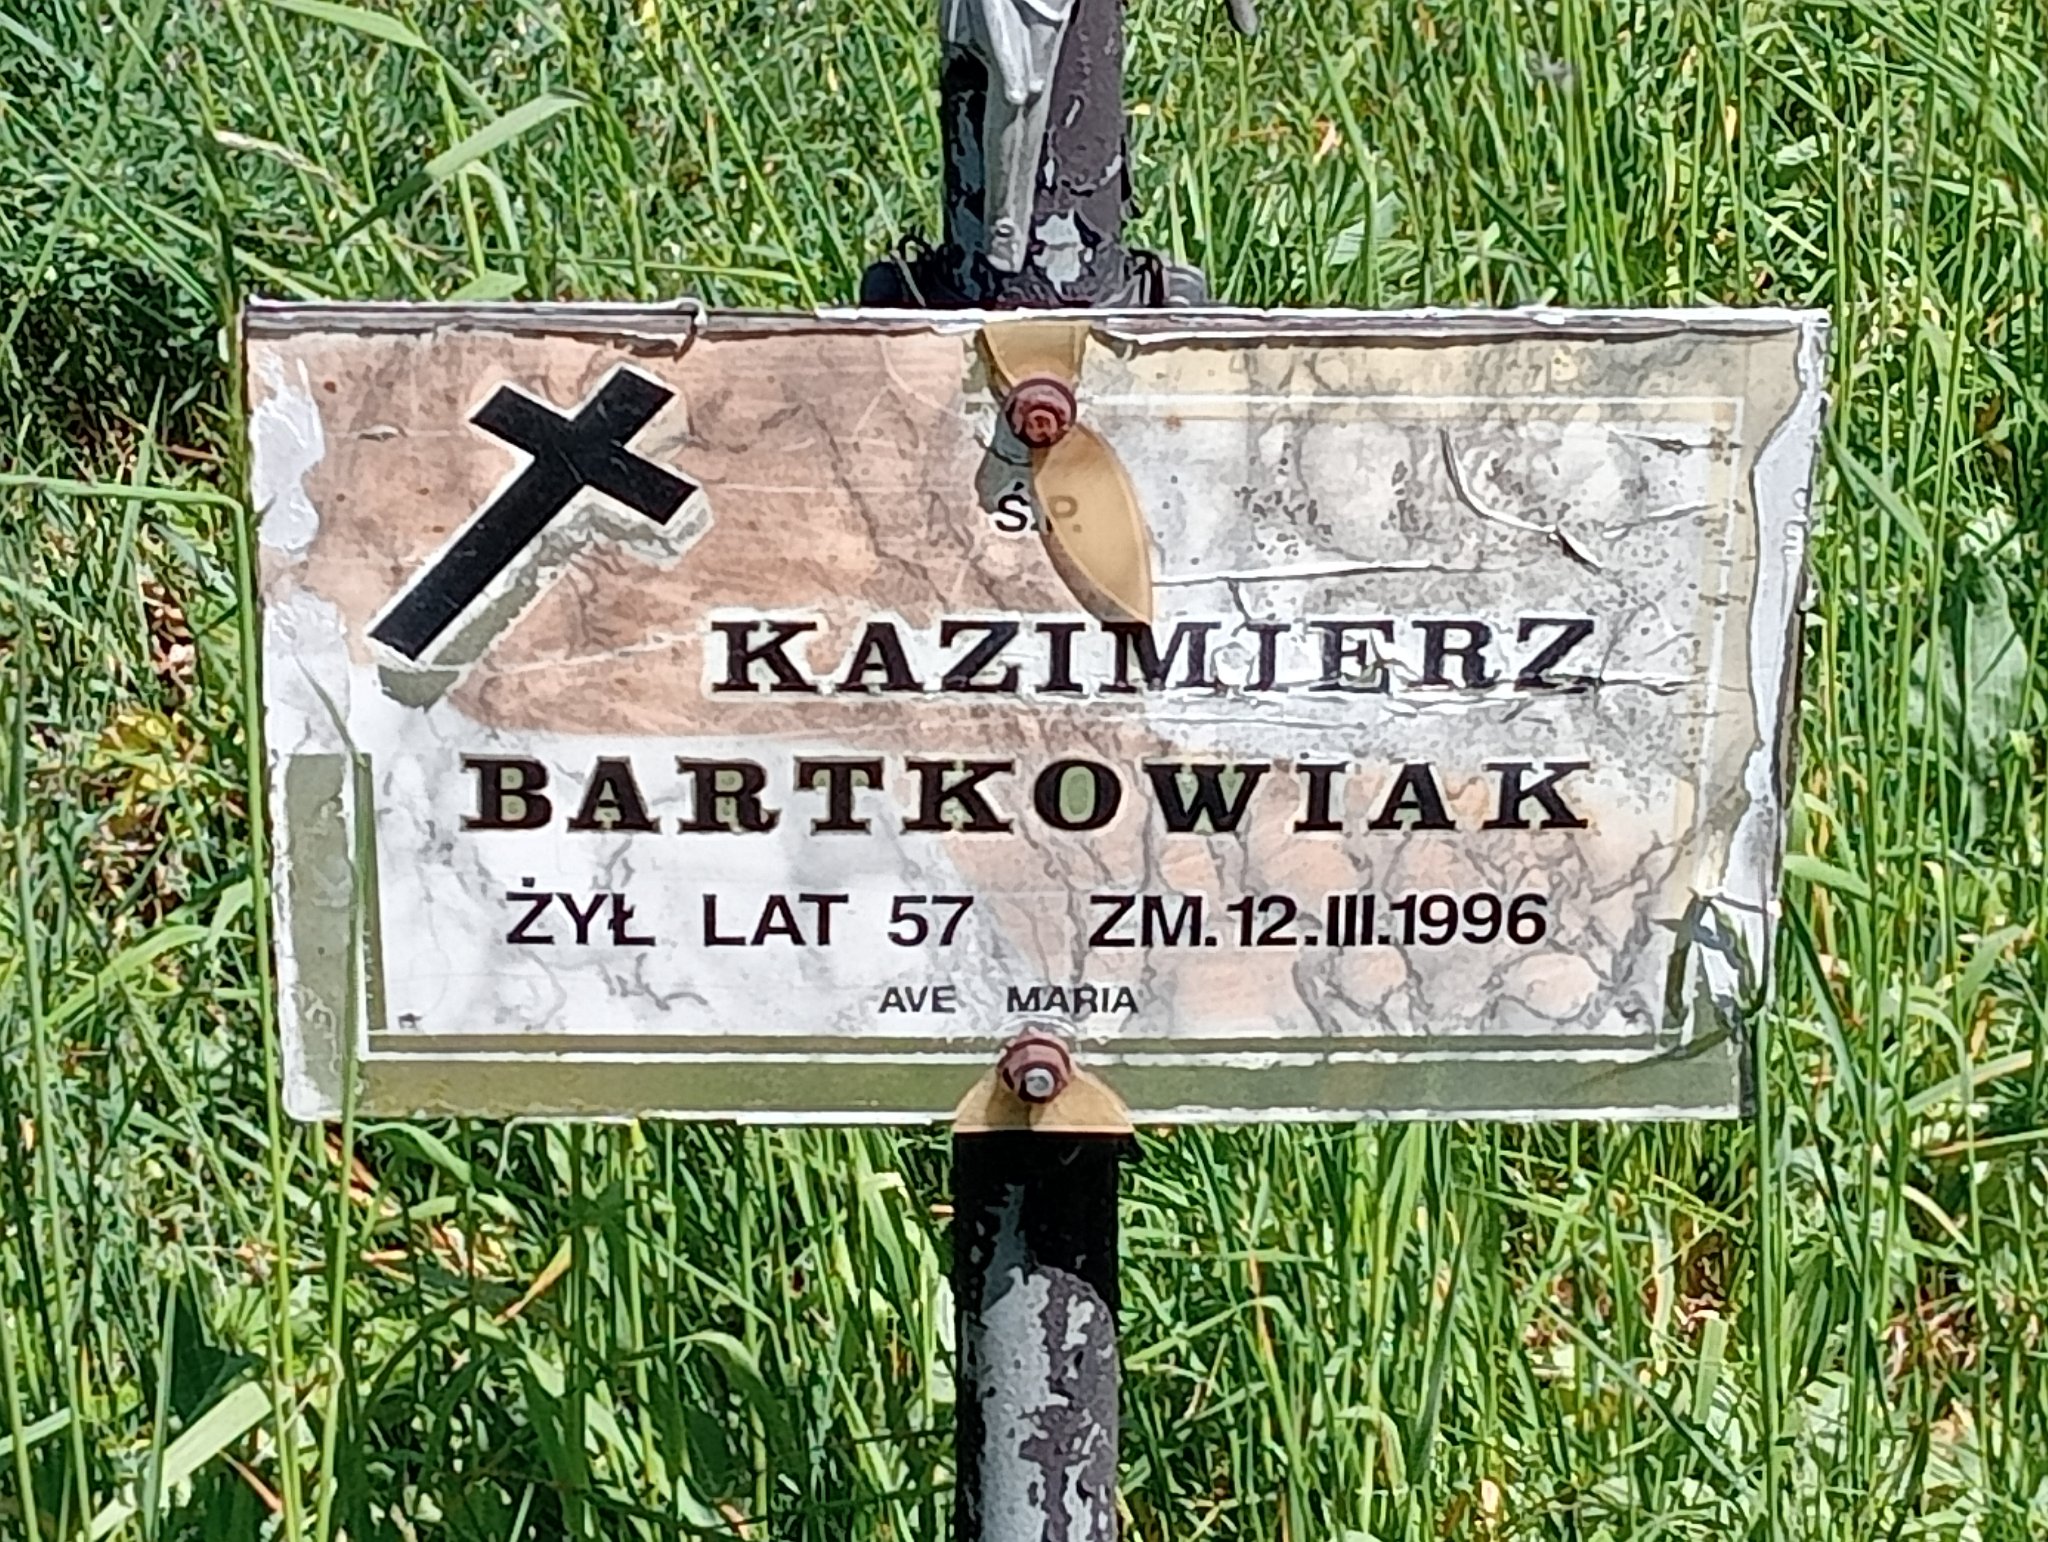 Ś.P.
KAZIMIERZ
BARTKOWIAK
ŻYŁ LAT 57 ZM. 12.III.1996
AVE MARIA